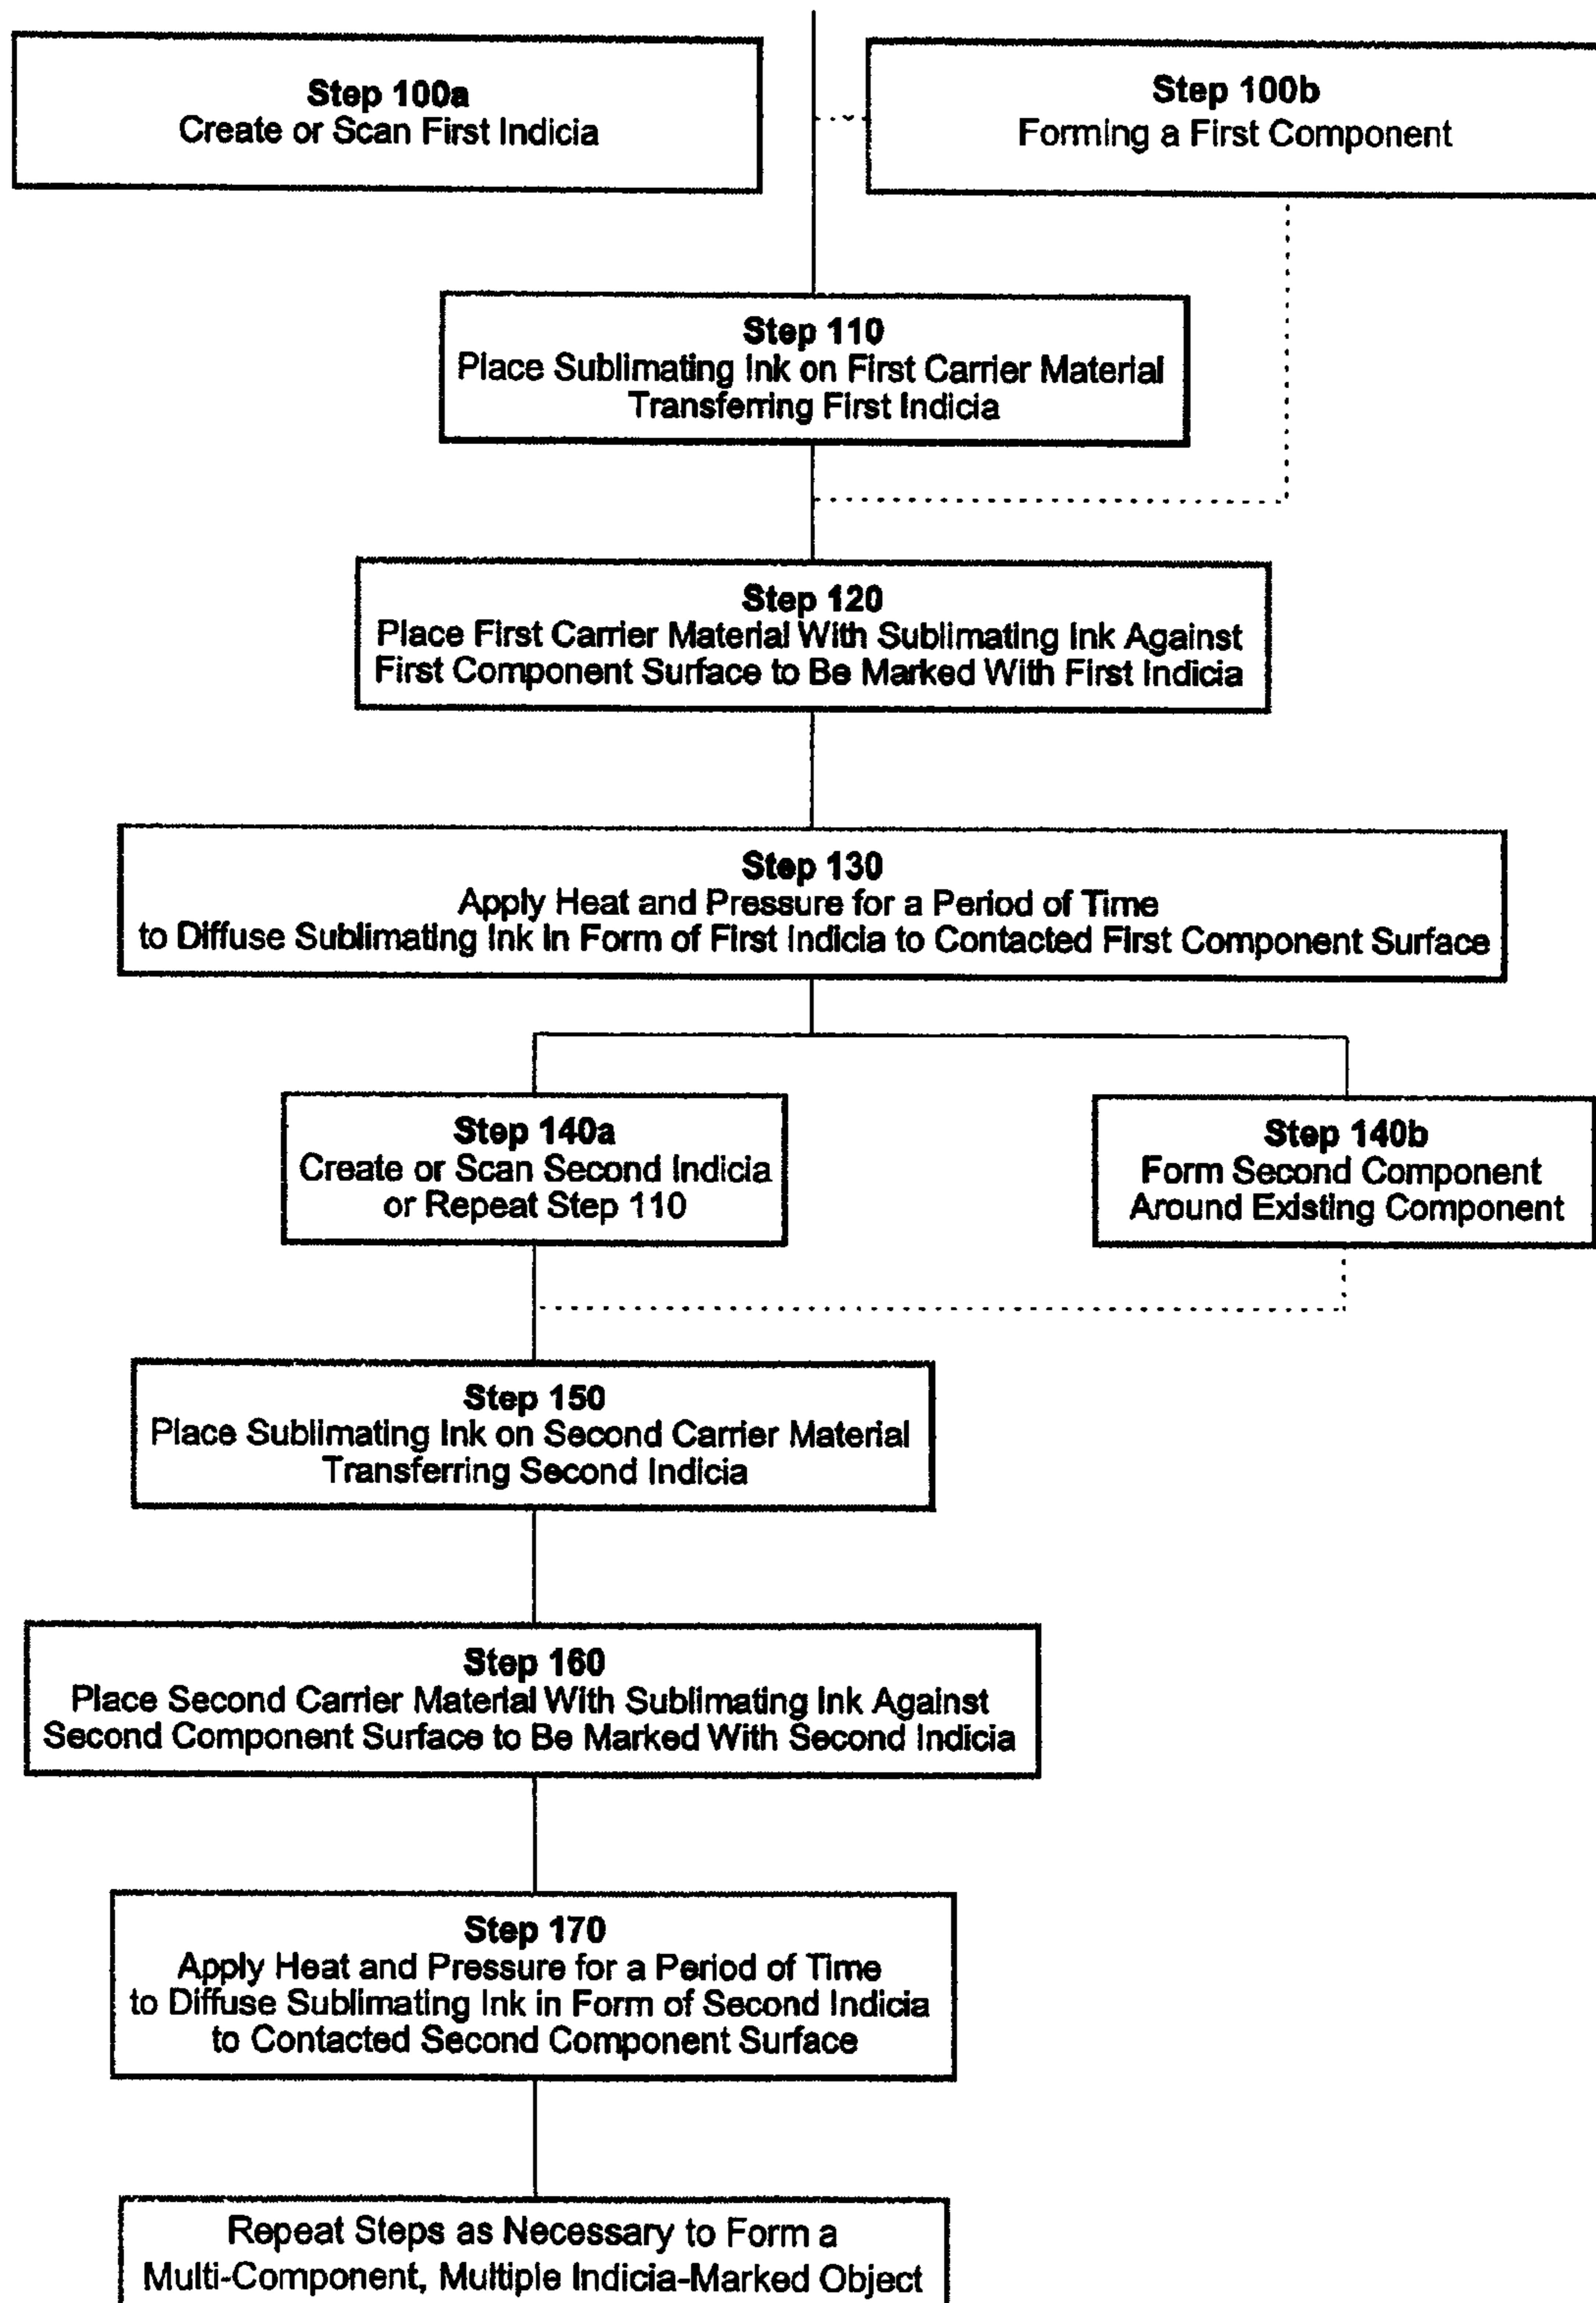 Step 100a
Create or Scan First Indicia
Step 100b
Forming a First Component
Step 110
Place Sublimating Ink on First Carrier Material
Transferring First Indicia
Step 120
Place First Carrier Material With Sublimating Ink Against
First Component Surface to Be Marked With First Indicia
Step 130
Apply Heat and Pressure for a Period of Time
to Diffuse Sublimating Ink in Form of First Indicia to Contacted First Component Surface
Step 140a
Create or Scan Second Indicia
or Repeat Step 110
Step 140b
Form Second Component
Around Existing Component
Step 150
Place Sublimating Ink on Second Carrier Material
Transferring Second Indicia
Step 160
Place Second Carrier Material With Sublimating Ink Against
Second Component Surface to Be Marked With Second Indicia
Step 170
Apply Heat and Pressure for a Period of Time
to Diffuse Sublimating Ink in Form of Second Indicia
to Contacted Second Component Surface
Repeat Steps as Necessary to Form a
Multi-Component, Multiple Indicia-Marked Object